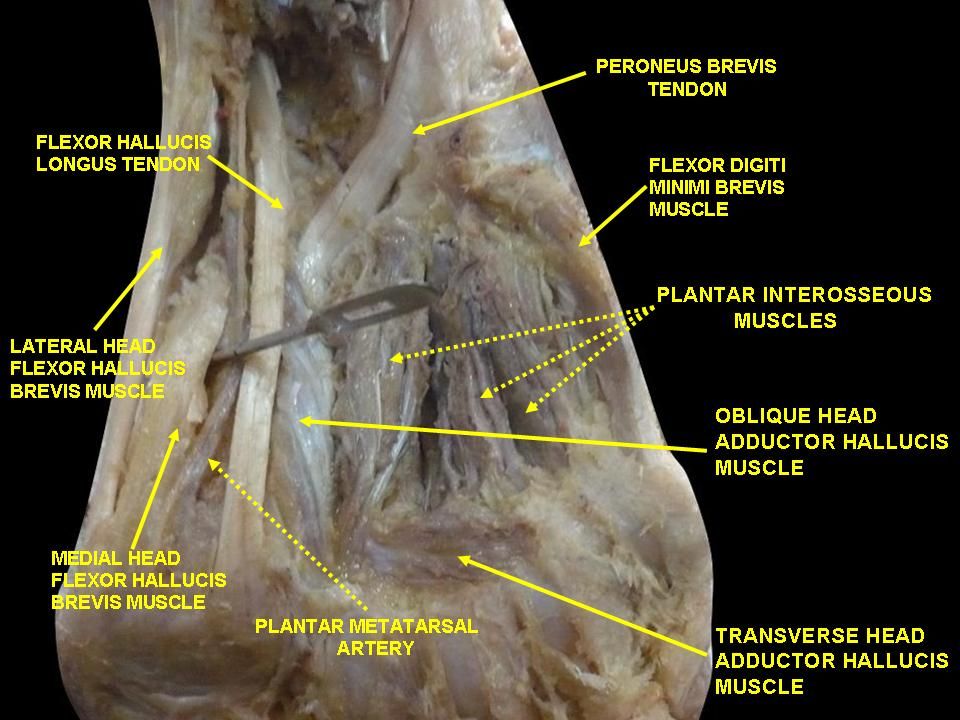 PERONEUS BREVIS
TENDON
FLEXOR HALLUCIS
LONGUS TENDON
FLEXOR DIGITI
MINIMI BREVIS
MUSCLE
PLANTAR INTEROSSEOUS
MUSCLES
LATERAL HEAD
FLEXOR HALLUCIS
BREVIS MUSCLE
OBLIQUE HEAD
ADDUCTOR HALLUCIS
MUSCLE
MEDIAL HEAD
FLEXOR HALLUCIS
BREVIS MUSCLE
PLANTAR METATARSAL
ARTERY
TRANSVERSE HEAD
ADDUCTOR HALLUCIS
MUSCLE